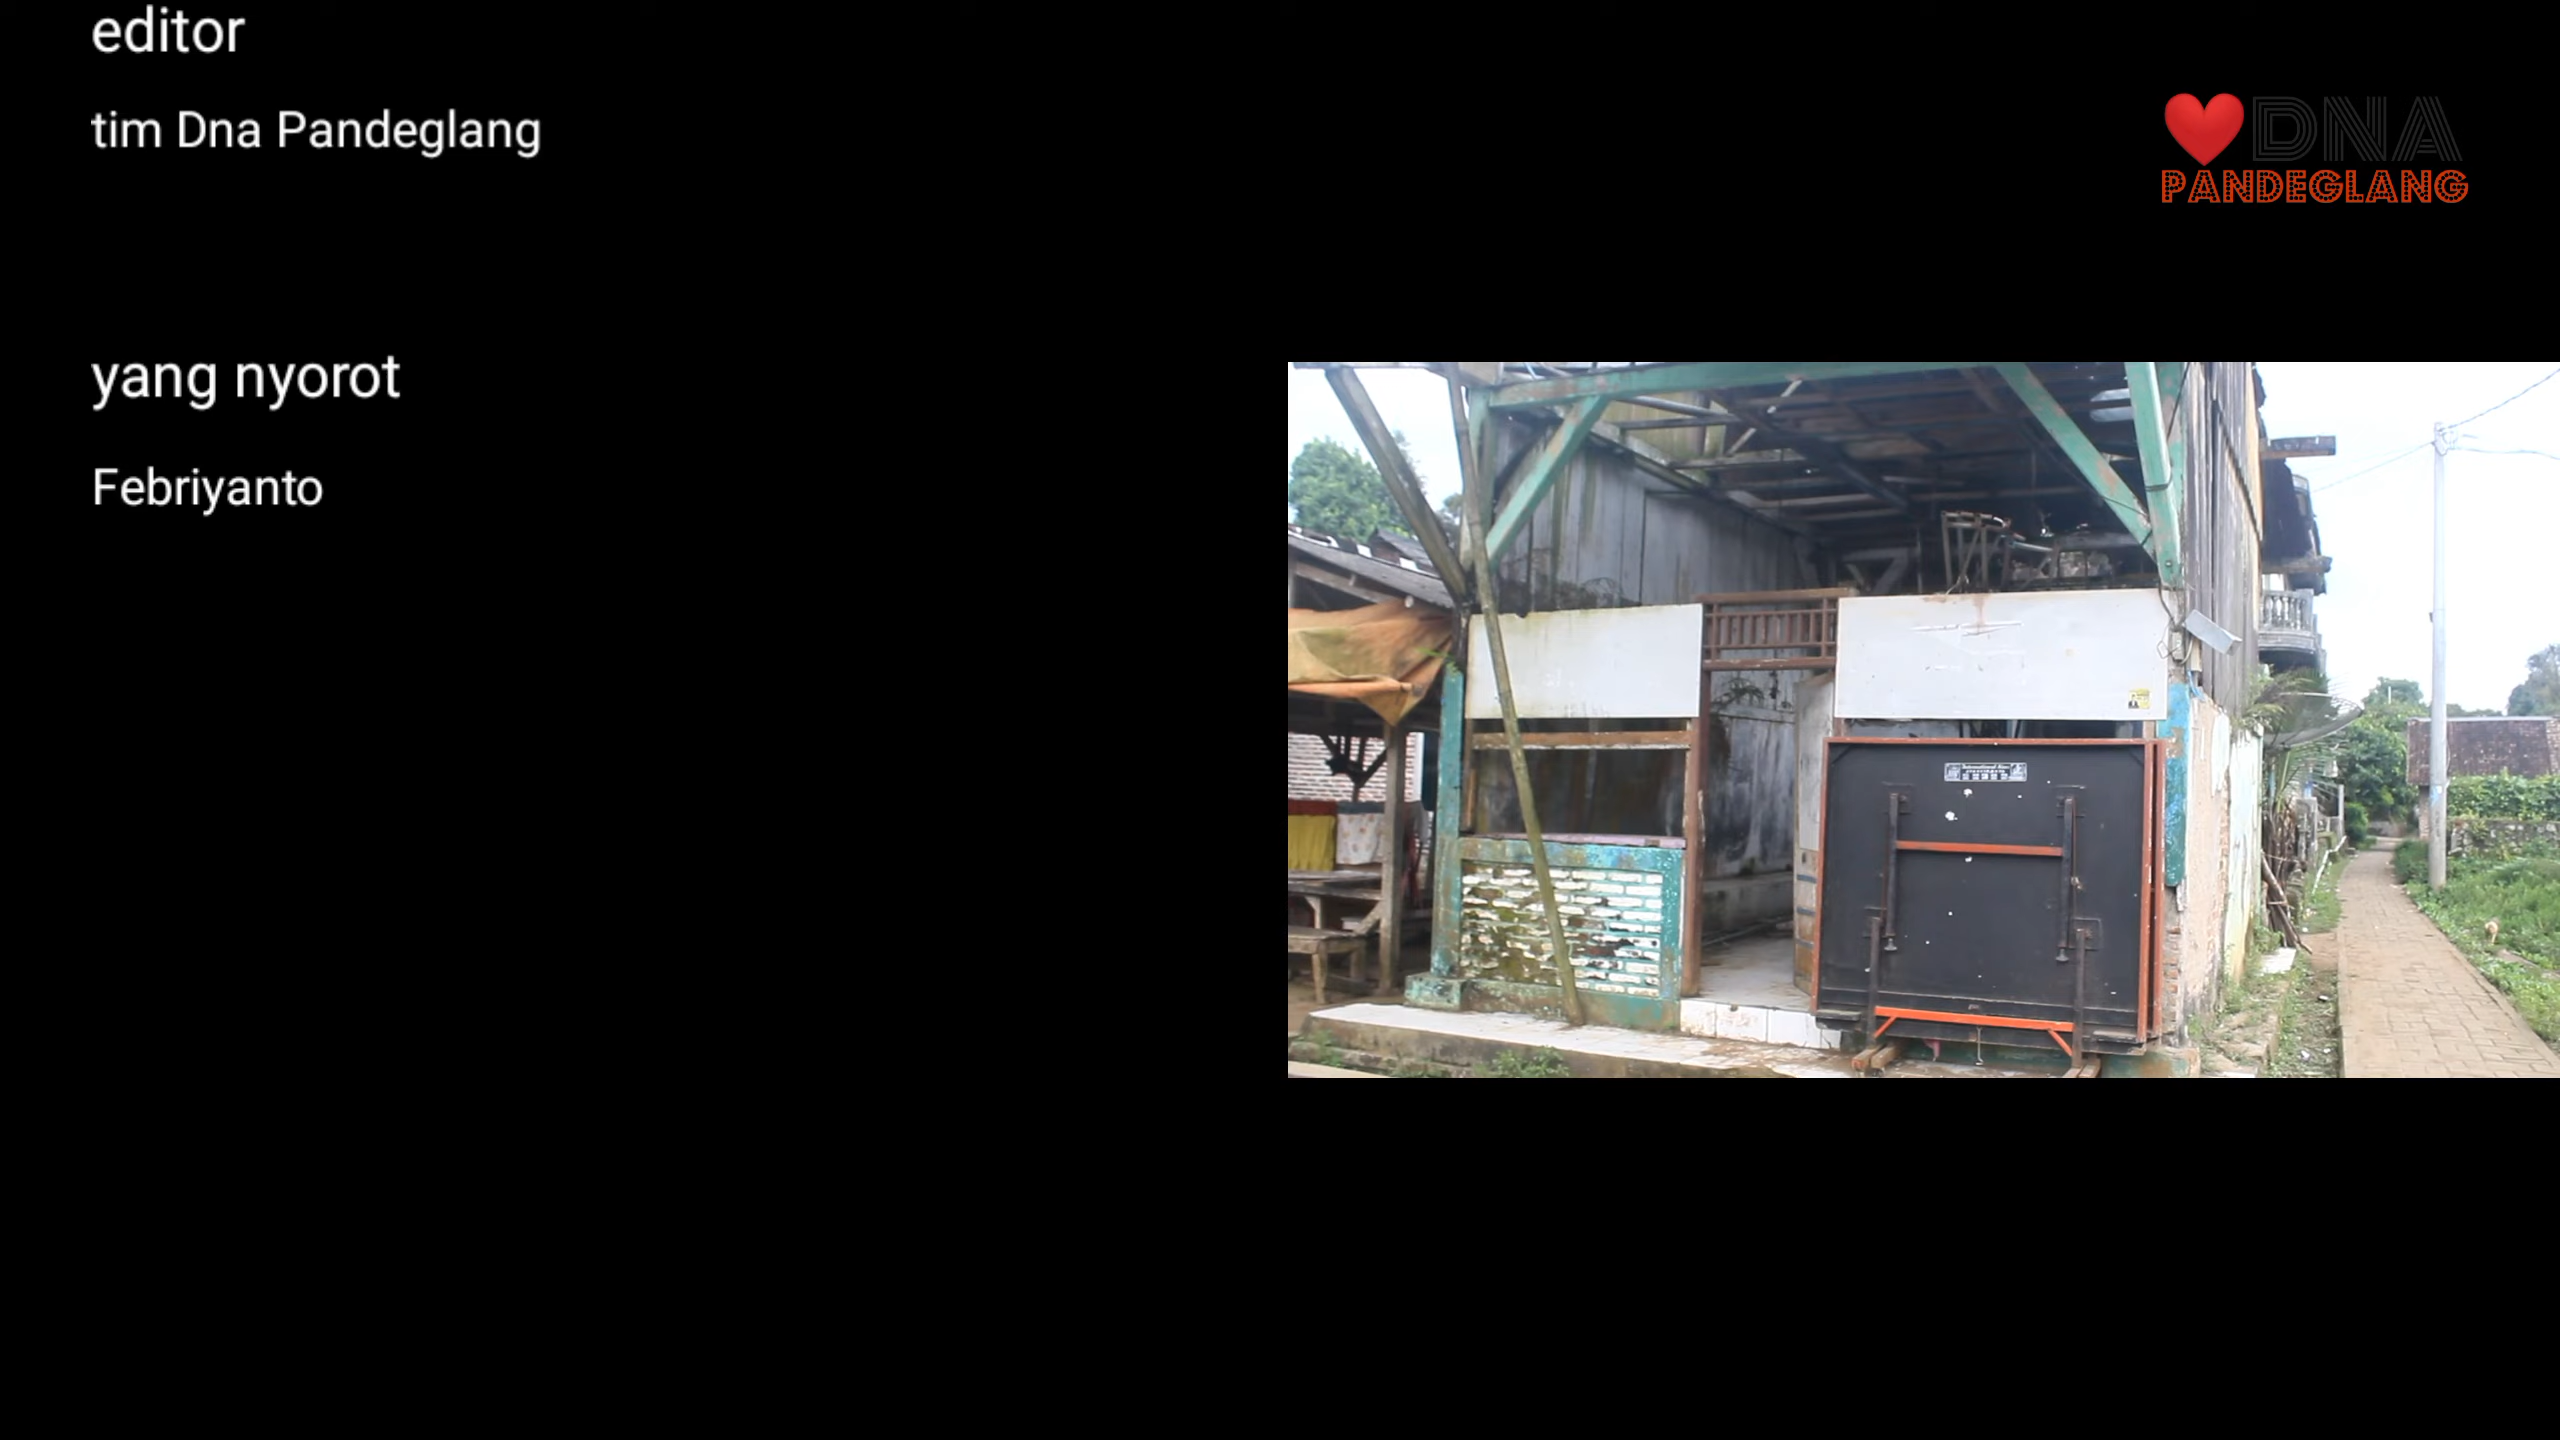 editor
tim Dna Pandeglang
DNA
PANDEGLANG
yang nyorot
Febriyanto